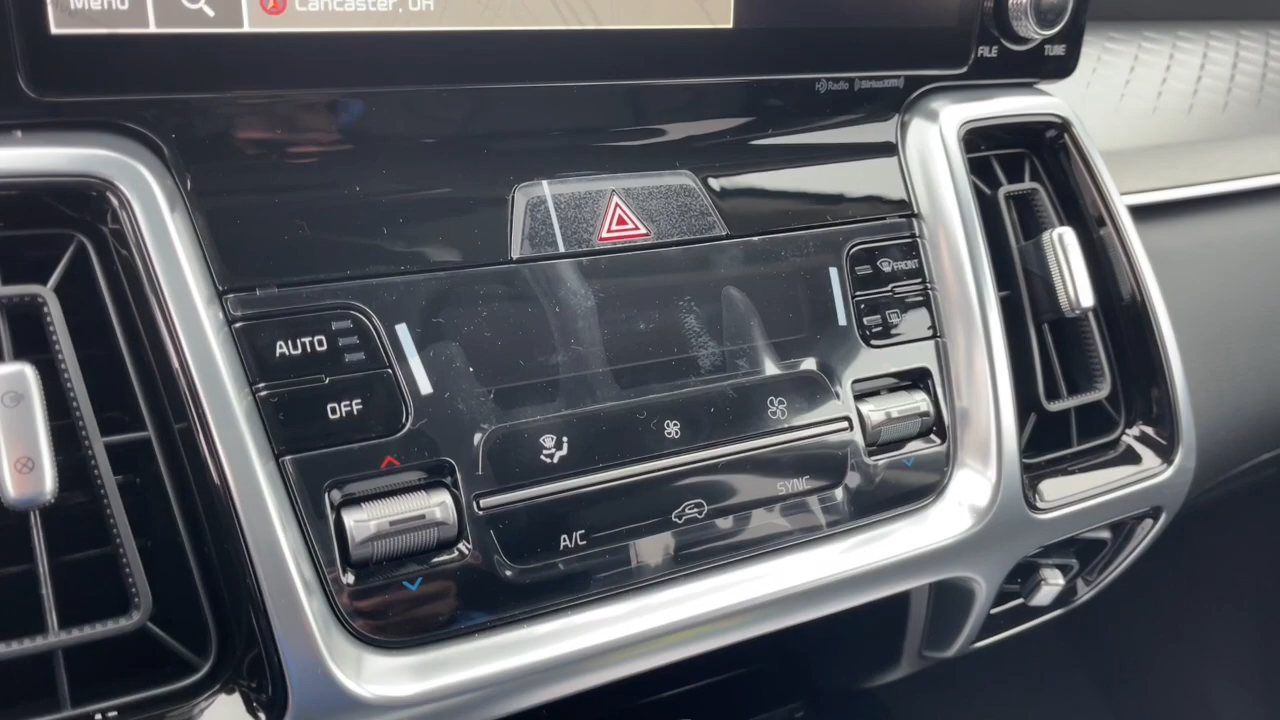 Menu
Lancaster, OH
FILE
TUNE
HD Radio
((SiriusXM))
FRONT
AUTO
OFF
SYNC
A/C